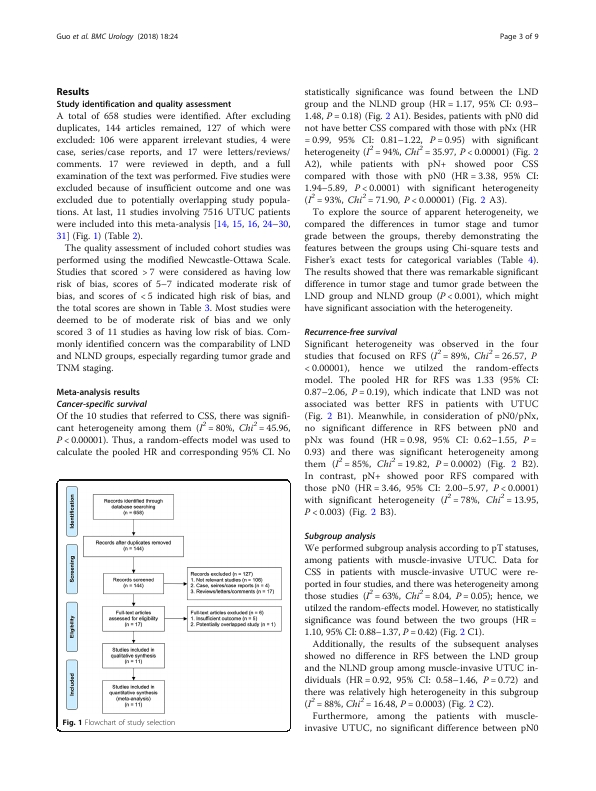 Guo et al. BMC Urology (2018) 18:24
Page 3 of 9
Results
Study identification and quality assessment
A total of 658 studies were identified. After excluding
duplicates, 144 articles remained, 127 of which were
excluded: 106 were apparent irrelevant studies, 4 were
case, series/case reports, and 17 were letters/reviews/
comments. 17 were reviewed in depth, and a full
examination of the text was performed. Five studies were
excluded because of insufficient outcome and one was
excluded due to potentially overlapping study popula-
tions. At last, 11 studies involving 7516 UTUC patients
were included into this meta-analysis [14, 15, 16, 24–30,
31] (Fig. 1) (Table 2).
The quality assessment of included cohort studies was
performed using the modified Newcastle-Ottawa Scale.
Studies that scored > 7 were considered as having low
risk of bias, scores of 5–7 indicated moderate risk of
bias, and scores of < 5 indicated high risk of bias, and
the total scores are shown in Table 3. Most studies were
deemed to be of moderate risk of bias and we only
scored 3 of 11 studies as having low risk of bias. Com-
monly identified concern was the comparability of LND
and NLND groups, especially regarding tumor grade and
TNM staging.
Meta-analysis results
Cancer-specific survival
Of the 10 studies that referred to CSS, there was signifi-
cant heterogeneity among them (I² = 80%, Chi² = 45.96,
P < 0.00001). Thus, a random-effects model was used to
calculate the pooled HR and corresponding 95% CI. No
Identification
Screening
Eligibility
Included
Records identified through
database searching
(n = 658)
Records after duplicates removed
(n = 144)
Records screened
(n = 144)
Records excluded (n = 127)
1. Not relevant studies (n = 106)
2. Case, seires/case reports (n = 4)
3. Reviews/letters/comments (n = 17)
Full-text articles
assessed for eligibility
(n = 17)
Full-text articles excluded (n = 6)
1. Insufficient outcome (n = 5)
2. Potentially overlapped study (n = 1)
Studies included in
qualitative synthesis
(n = 11)
Studies included in
quantitative synthesis
(meta-analysis)
(n = 11)
Fig. 1 Flowchart of study selection
statistically significance was found between the LND
group and the NLND group (HR = 1.17, 95% CI: 0.93–
1.48, P = 0.18) (Fig. 2 A1). Besides, patients with pN0 did
not have better CSS compared with those with pNx (HR
= 0.99, 95% CI: 0.81–1.22, P = 0.95) with significant
heterogeneity (I² = 94%, Chi² = 35.97, P < 0.00001) (Fig. 2
A2), while patients with pN+ showed poor CSS
compared with those with pN0 (HR = 3.38, 95% CI:
1.94–5.89, P < 0.0001) with significant heterogeneity
(I² = 93%, Chi² = 71.90, P < 0.00001) (Fig. 2 A3).
To explore the source of apparent heterogeneity, we
compared the differences in tumor stage and tumor
grade between the groups, thereby demonstrating the
features between the groups using Chi-square tests and
Fisher's exact tests for categorical variables (Table 4).
The results showed that there was remarkable significant
difference in tumor stage and tumor grade between the
LND group and NLND group (P < 0.001), which might
have significant association with the heterogeneity.
Recurrence-free survival
Significant heterogeneity was observed in the four
studies that focused on RFS (I² = 89%, Chi² = 26.57, P
< 0.00001); hence we utilzed the random-effects
model. The pooled HR for RFS was 1.33 (95% CI:
0.87–2.06, P = 0.19), which indicate that LND was not
associated was better RFS in patients with UTUC
(Fig. 2 B1). Meanwhile, in consideration of pN0/pNx,
no significant difference in RFS between pN0 and
pNx was found (HR = 0.98, 95% CI: 0.62–1.55, P =
0.93) and there was significant heterogeneity among
them (I² = 85%, Chi² = 19.82, P = 0.0002) (Fig. 2 B2).
In contrast, pN+ showed poor RFS compared with
those pN0 (HR = 3.46, 95% CI: 2.00–5.97, P < 0.0001)
with significant heterogeneity (I² = 78%, Chi² = 13.95,
P < 0.003) (Fig. 2 B3).
Subgroup analysis
We performed subgroup analysis according to pT statuses,
among patients with muscle-invasive UTUC. Data for
CSS in patients with muscle-invasive UTUC were re-
ported in four studies, and there was heterogeneity among
those studies (I² = 63%, Chi² = 8.04, P = 0.05); hence, we
utilized the random-effects model. However, no statistically
significance was found between the two groups (HR =
1.10, 95% CI: 0.88–1.37, P = 0.42) (Fig. 2 C1).
Additionally, the results of the subsequent analyses
showed no difference in RFS between the LND group
and the NLND group among muscle-invasive UTUC in-
dividuals (HR = 0.92, 95% CI: 0.58–1.46, P = 0.72) and
there was relatively high heterogeneity in this subgroup
(I² = 88%, Chi² = 16.48, P = 0.0003) (Fig. 2 C2).
Furthermore, among the patients with muscle-
invasive UTUC, no significant difference between pN0